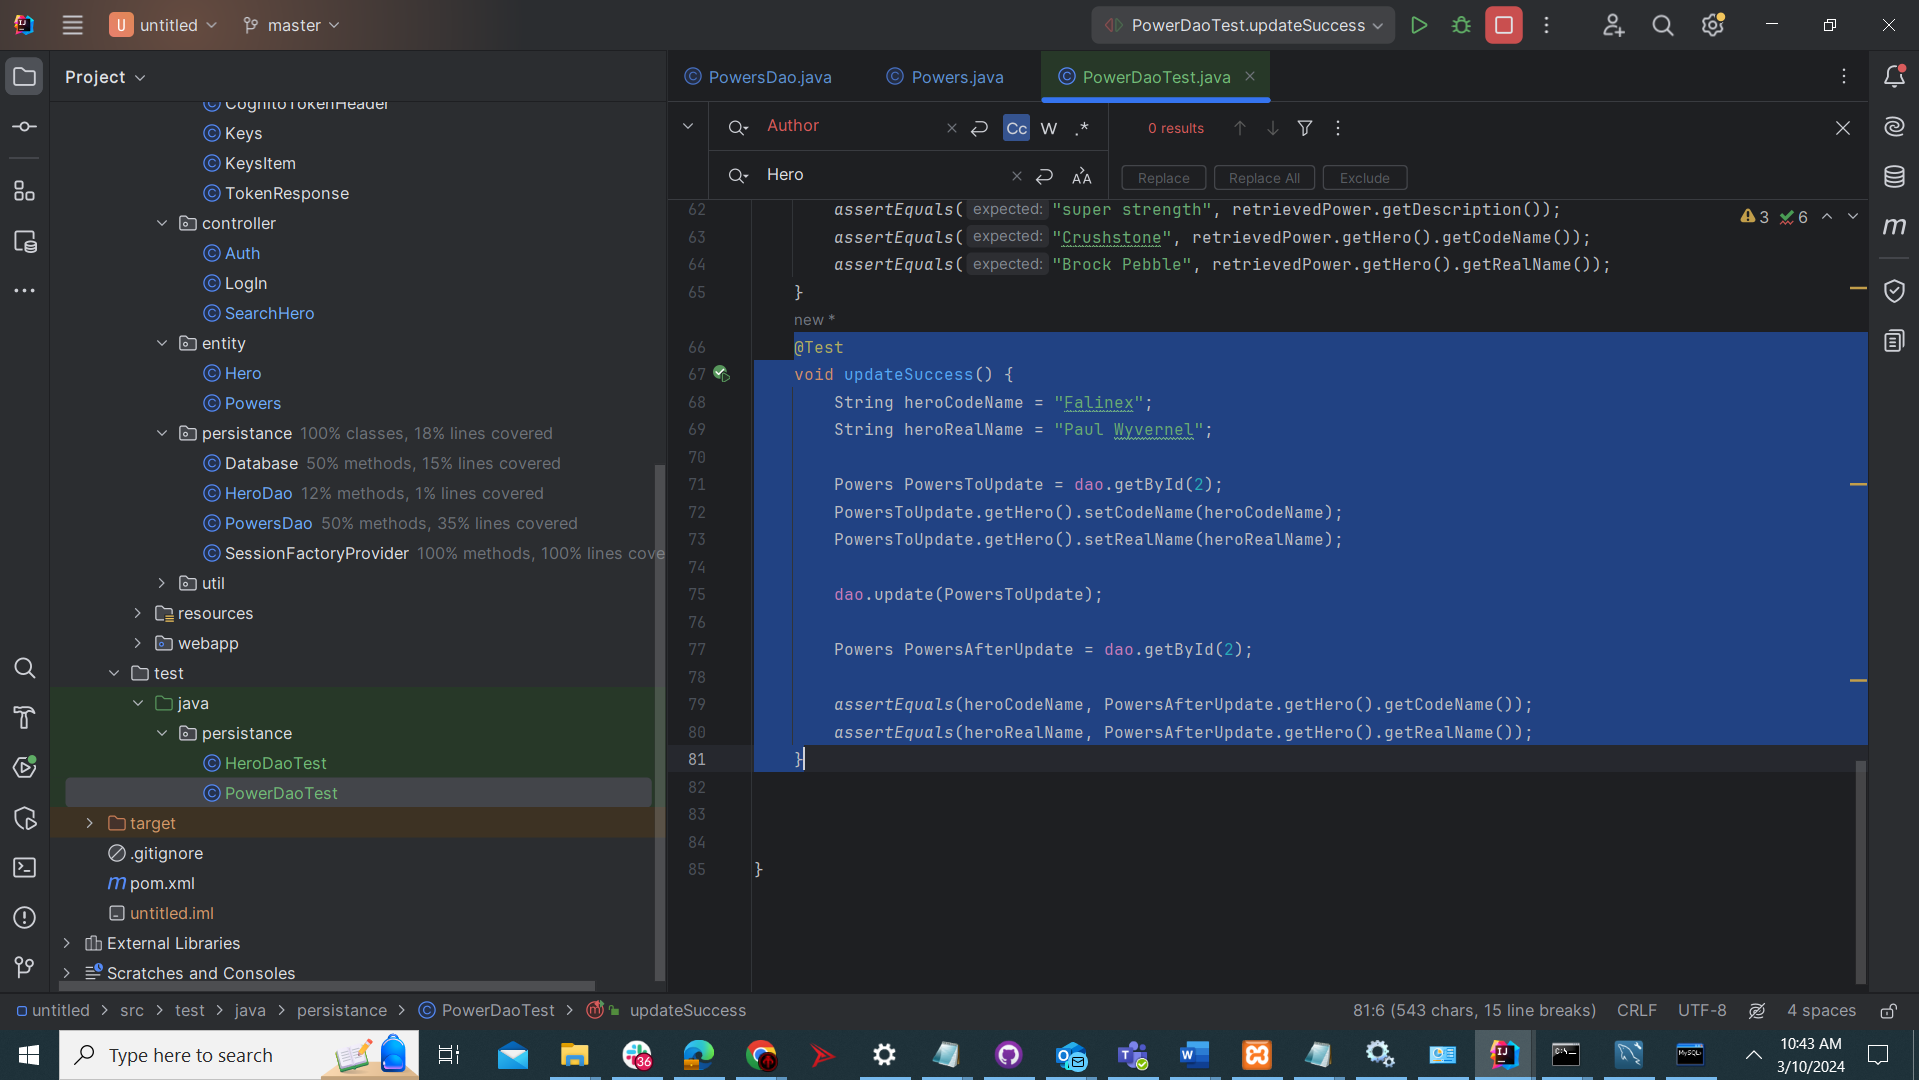 U untitled master PowerDaoTest.updateSuccess
Project
PowersDao.java Powers.java PowerDaoTest.java
CognitoTokenHeader
Keys
KeysItem
TokenResponse
controller
Auth
LogIn
SearchHero
entity
Hero
Powers
persistance 100% classes, 18% lines covered
Database 50% methods, 15% lines covered
HeroDao 12% methods, 1% lines covered
PowersDao 50% methods, 35% lines covered
SessionFactoryProvider 100% methods, 100% lines cove
util
resources
webapp
test
java
persistance
HeroDaoTest
PowerDaoTest
target
.gitignore
pom.xml
untitled.iml
External Libraries
Scratches and Consoles
Author Cc W .* 0 results
Hero Replace Replace All Exclude
3 6
62 assertEquals( expected: "super strength", retrievedPower.getDescription());
63 assertEquals( expected: "Crushstone", retrievedPower.getHero().getCodeName());
64 assertEquals( expected: "Brock Pebble", retrievedPower.getHero().getRealName());
65 }
new *
66 @Test
67 void updateSuccess() {
68 String heroCodeName = "Falinex";
69 String heroRealName = "Paul Wyvernel";
70
71 Powers PowersToUpdate = dao.getById(2);
72 PowersToUpdate.getHero().setCodeName(heroCodeName);
73 PowersToUpdate.getHero().setRealName(heroRealName);
74
75 dao.update(PowersToUpdate);
76
77 Powers PowersAfterUpdate = dao.getById(2);
78
79 assertEquals(heroCodeName, PowersAfterUpdate.getHero().getCodeName());
80 assertEquals(heroRealName, PowersAfterUpdate.getHero().getRealName());
81 }
82
83
84
85 }
untitled > src > test > java > persistance > PowerDaoTest > updateSuccess
81:6 (543 chars, 15 line breaks) CRLF UTF-8 4 spaces
Type here to search
36
10:43 AM
3/10/2024